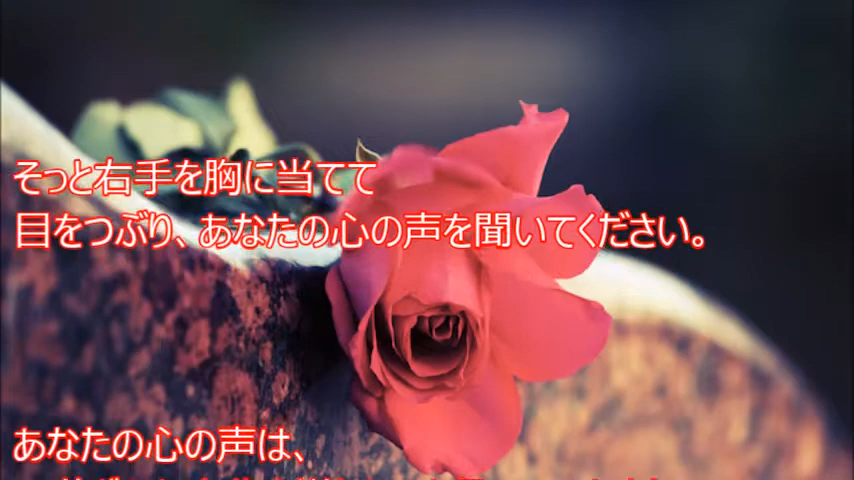 そっと右手を胸に当てて
目をつぶり、あなたの心の声を聞いてください。
あなたの心の声は、